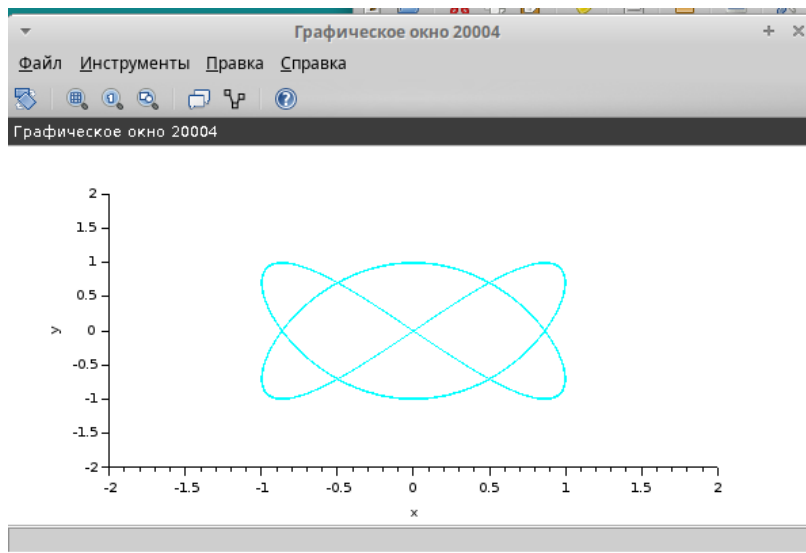 Графическое окно 20004
Файл Инструменты Правка Справка
Графическое окно 20004
2
1.5
1
0.5
y 0
-0.5
-1
-1.5
-2
-2 -1.5 -1 -0.5 0 0.5 1 1.5 2
x